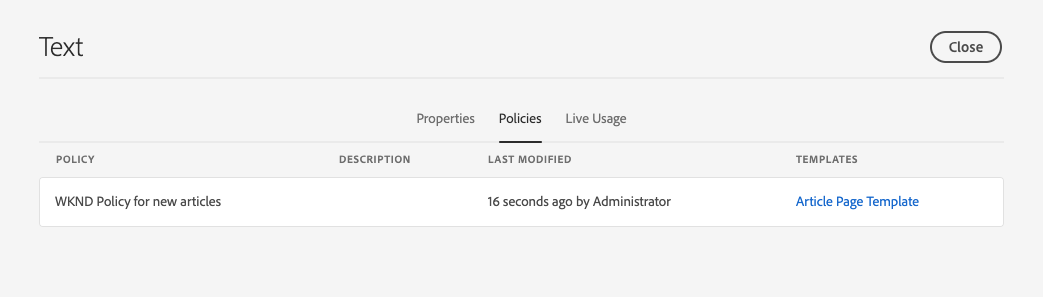 Text
Close
Properties Policies Live Usage
POLICY DESCRIPTION LAST MODIFIED TEMPLATES
WKND Policy for new articles 16 seconds ago by Administrator Article Page Template